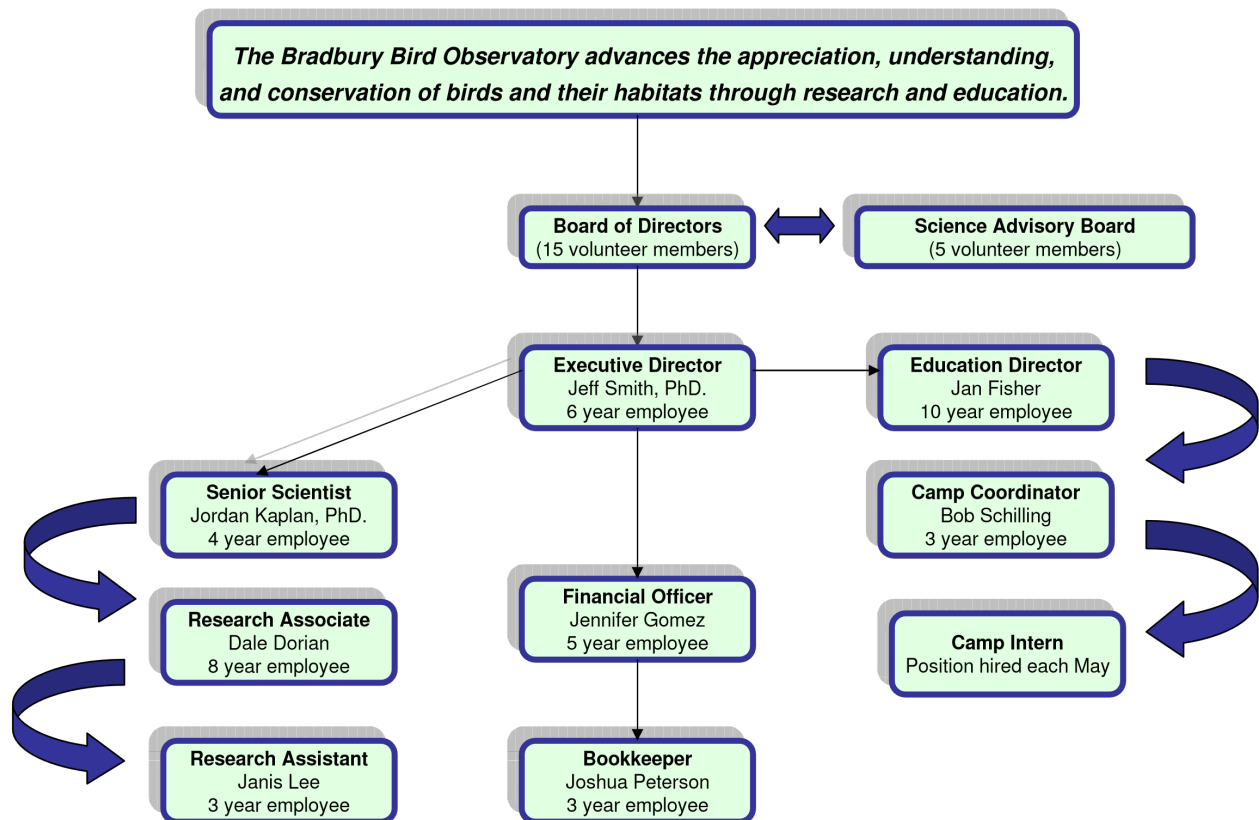 The Bradbury Bird Observatory advances the appreciation, understanding,
and conservation of birds and their habitats through research and education.
Board of Directors
(15 volunteer members)
Science Advisory Board
(5 volunteer members)
Executive Director
Jeff Smith, PhD.
6 year employee
Education Director
Jan Fisher
10 year employee
Senior Scientist
Jordan Kaplan, PhD.
4 year employee
Camp Coordinator
Bob Schilling
3 year employee
Financial Officer
Jennifer Gomez
5 year employee
Research Associate
Dale Dorian
8 year employee
Camp Intern
Position hired each May
Research Assistant
Janis Lee
3 year employee
Bookkeeper
Joshua Peterson
3 year employee